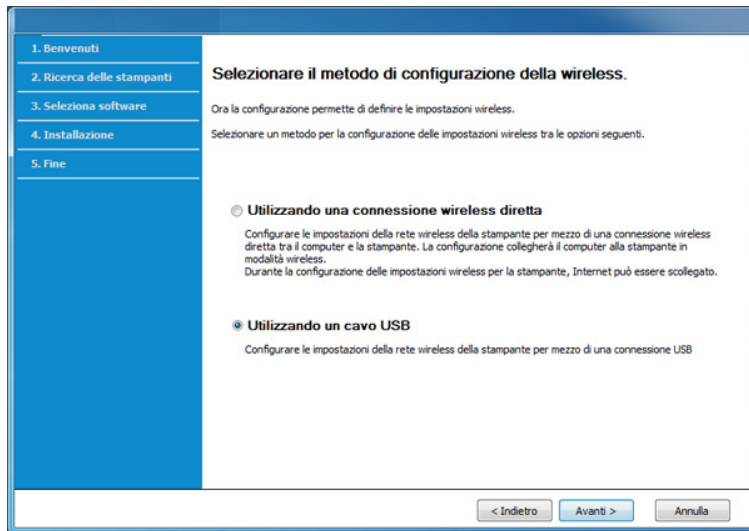 1. Benvenuti
2. Ricerca delle stampanti
3. Seleziona software
4. Installazione
5. Fine
Selezionare il metodo di configurazione della wireless.
Ora la configurazione permette di definire le impostazioni wireless.
Selezionare un metodo per la configurazione delle impostazioni wireless tra le opzioni seguenti.
Utilizzando una connessione wireless diretta
Configurare le impostazioni della rete wireless della stampante per mezzo di una connessione wireless
diretta tra il computer e la stampante. La configurazione collegherà il computer alla stampante in
modalità wireless.
Durante la configurazione delle impostazioni wireless per la stampante, Internet può essere scollegato.
Utilizzando un cavo USB
Configurare le impostazioni della rete wireless della stampante per mezzo di una connessione USB
< Indietro
Avanti >
Annulla